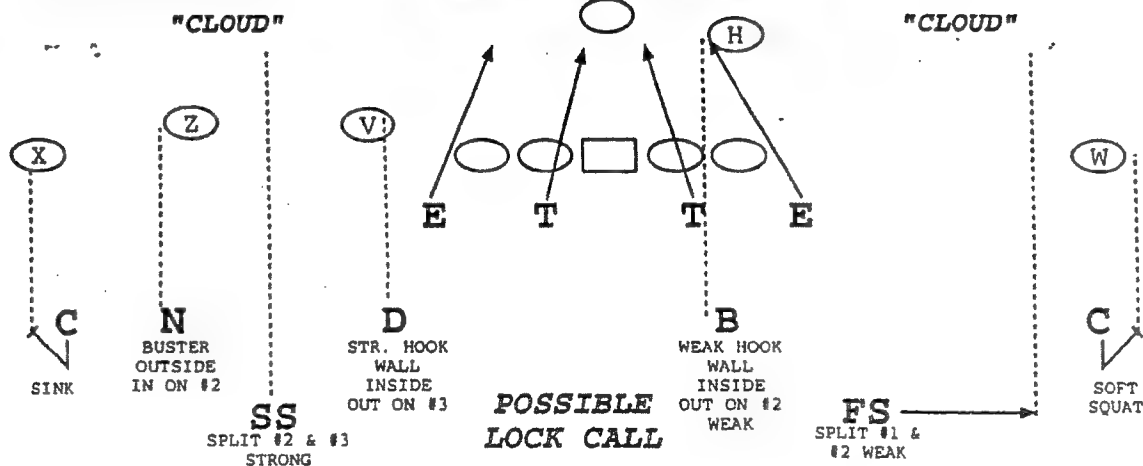 "CLOUD"
"CLOUD"
H
Z
V
X
W
E
T
T
E
C
N
D
B
C
BUSTER
OUTSIDE
IN ON #2
STR. HOOK
WALL
INSIDE
OUT ON #3
WEAK HOOK
WALL
INSIDE
OUT ON #2
WEAK
SINK
SOFT
SQUAT
SS
SPLIT #2 & #3
STRONG
POSSIBLE
LOCK CALL
FS
SPLIT #1 &
#2 WEAK